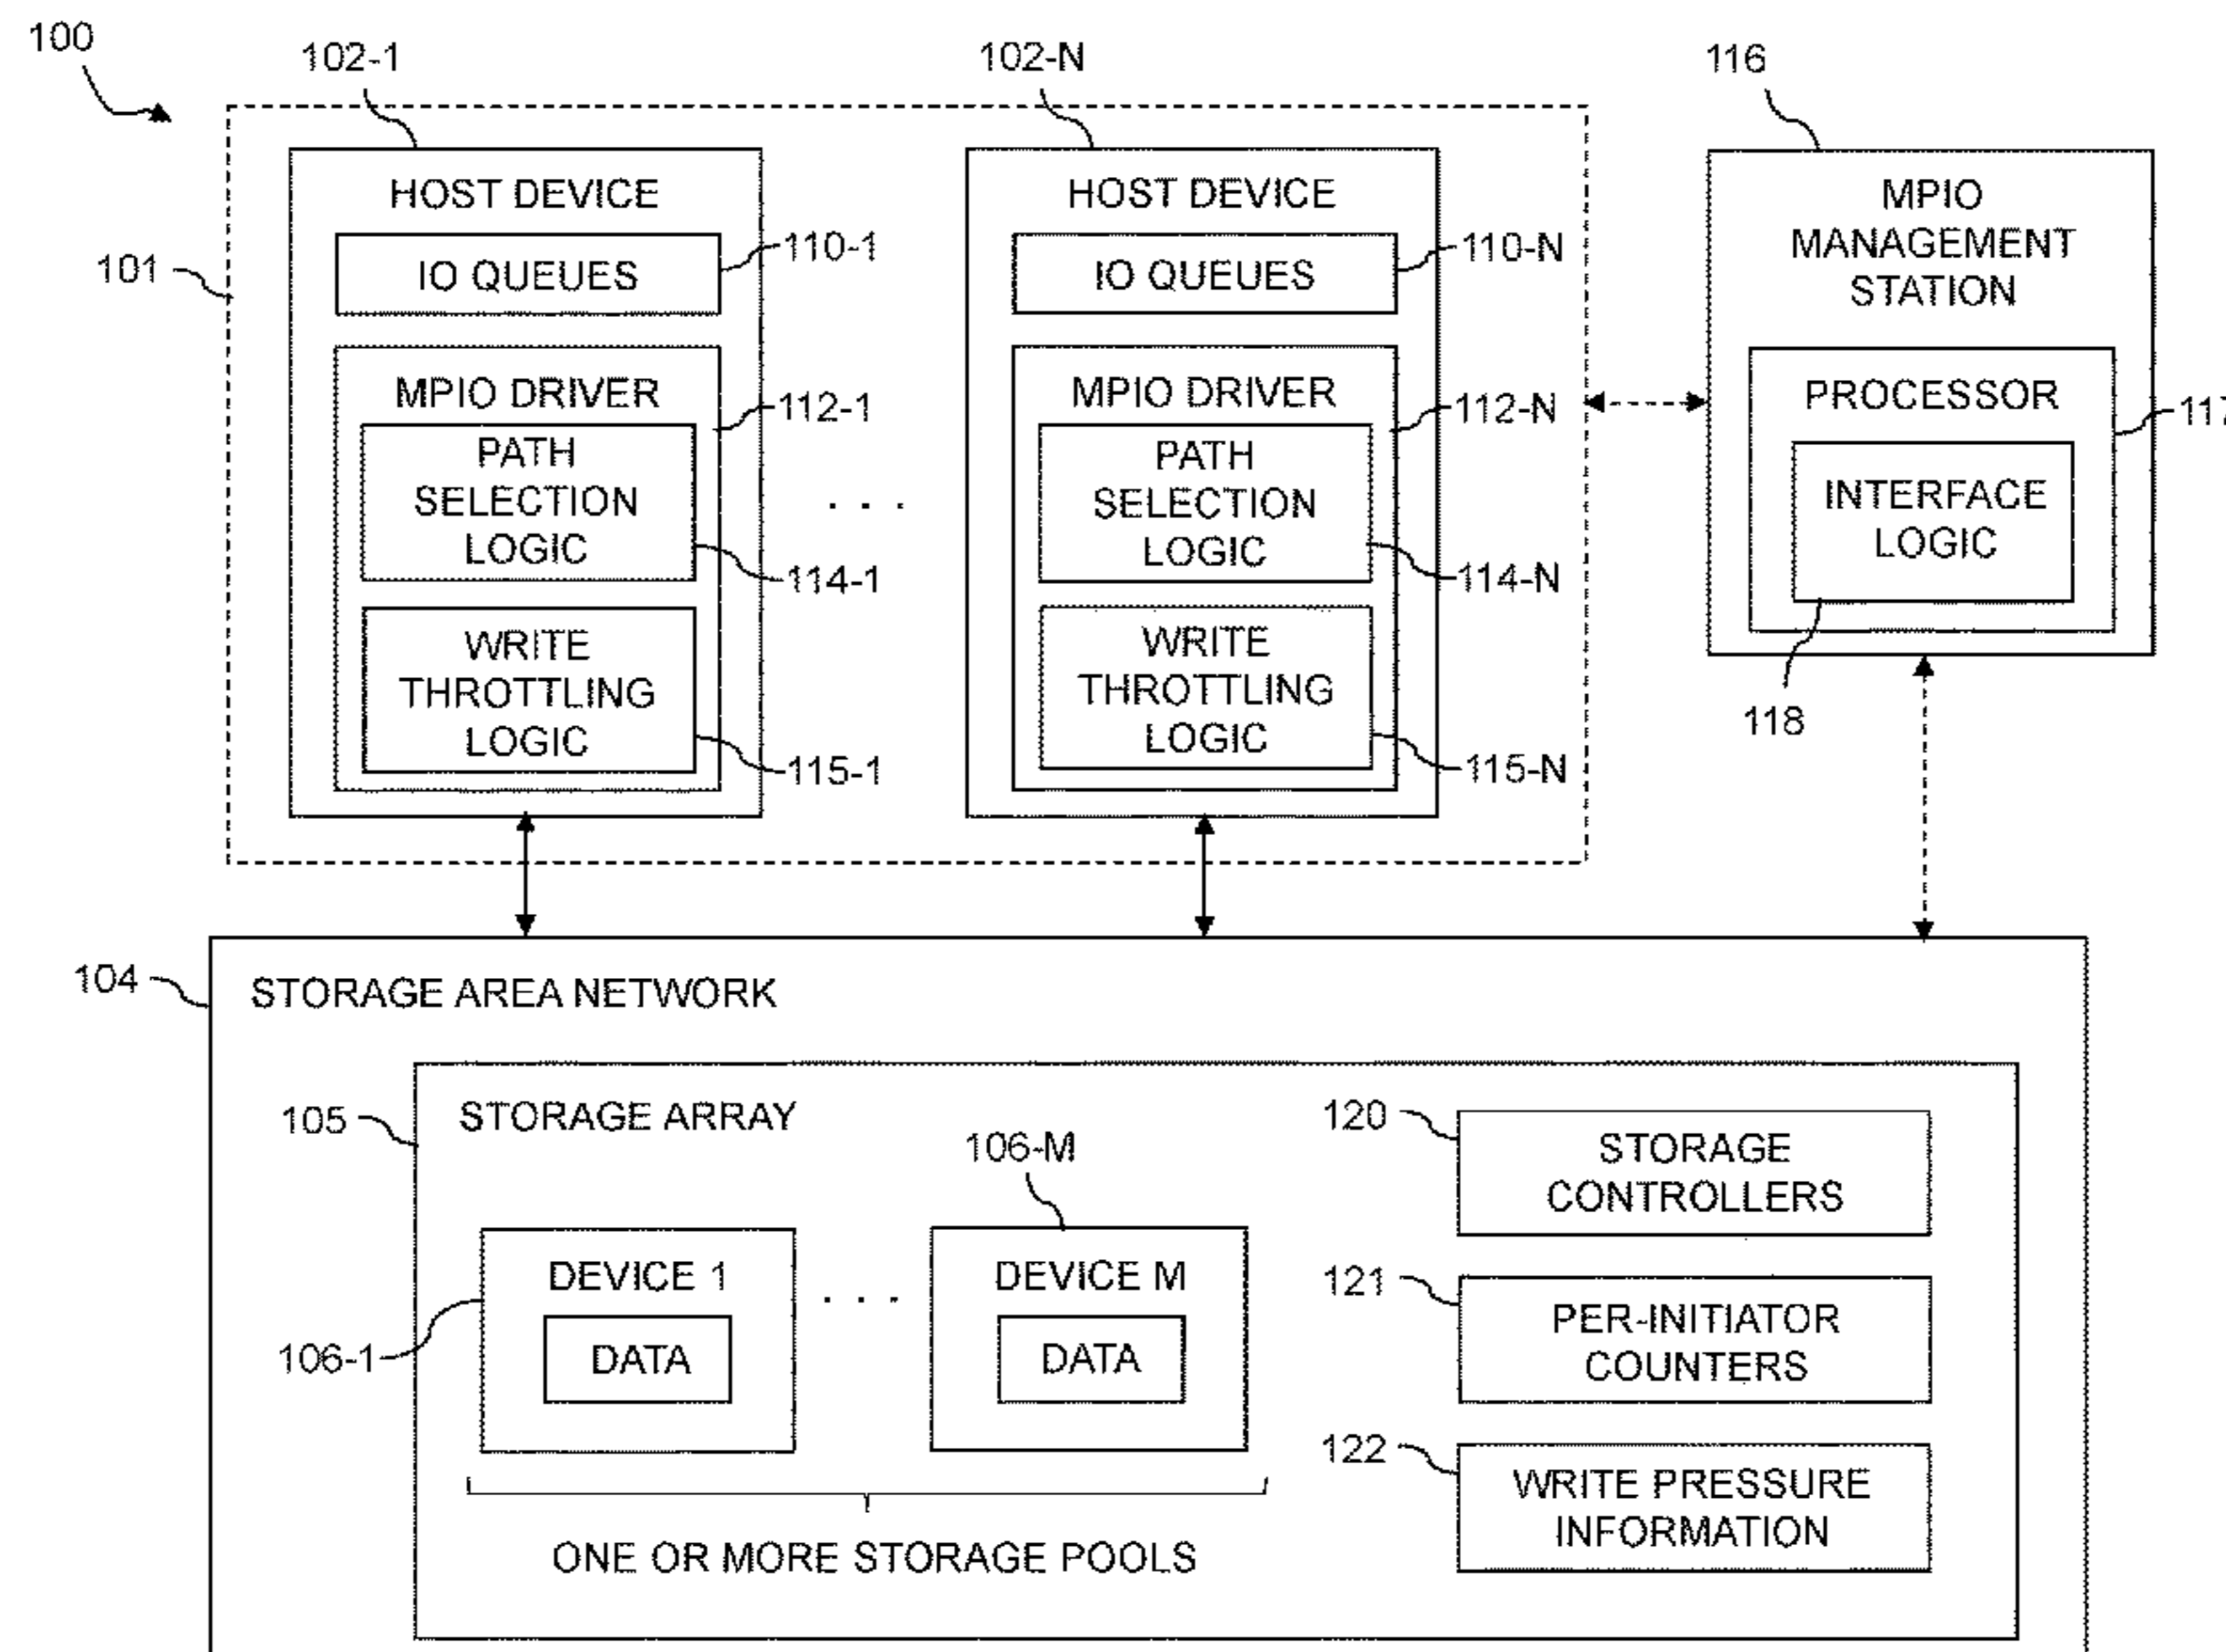 100
102-1
102-N
116
HOST DEVICE
HOST DEVICE
MPIO
MANAGEMENT
STATION
101
IO QUEUES
110-1
IO QUEUES
110-N
MPIO DRIVER
112-1
MPIO DRIVER
112-N
PROCESSOR
117
PATH
SELECTION
LOGIC
114-1
. . .
PATH
SELECTION
LOGIC
114-N
INTERFACE
LOGIC
118
WRITE
THROTTLING
LOGIC
115-1
WRITE
THROTTLING
LOGIC
115-N
104
STORAGE AREA NETWORK
105
STORAGE ARRAY
106-M
120
STORAGE
CONTROLLERS
DEVICE 1
DATA
106-1
. . .
DEVICE M
DATA
121
PER-INITIATOR
COUNTERS
122
WRITE PRESSURE
INFORMATION
ONE OR MORE STORAGE POOLS